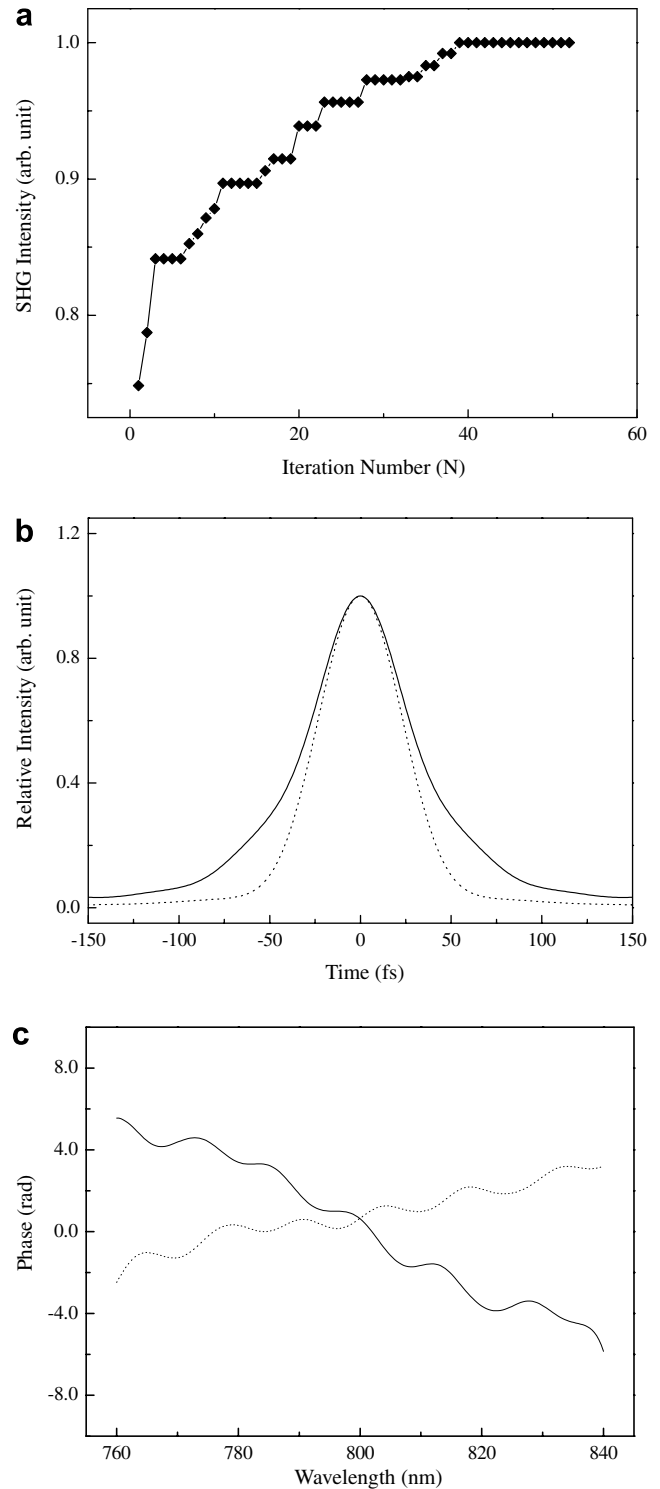 a
1.0
0.9
0.8
SHG Intensity (arb. unit)
0 20 40 60
Iteration Number (N)
b
1.2
0.8
0.4
0.0
Relative Intensity (arb. unit)
-150 -100 -50 0 50 100 150
Time (fs)
c
8.0
4.0
0.0
-4.0
-8.0
Phase (rad)
760 780 800 820 840
Wavelength (nm)